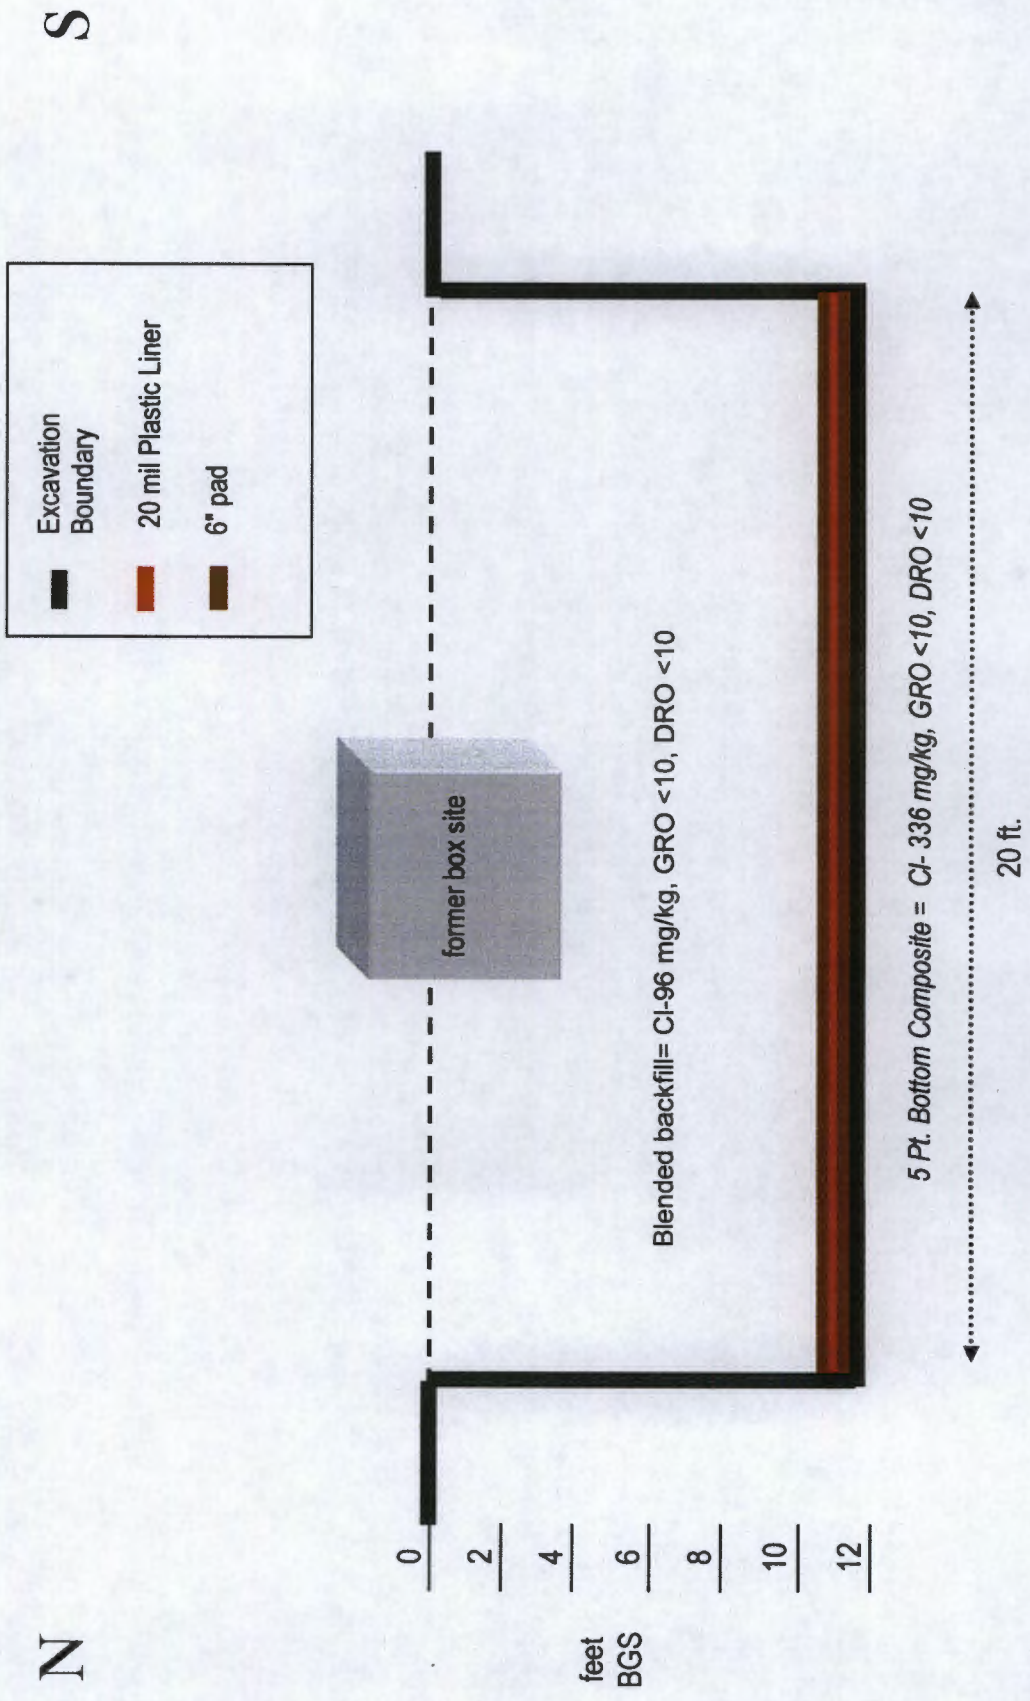 N
S
Excavation
Boundary
20 mil Plastic Liner
6" pad
0
2
4
6
8
10
12
feet
BGS
former box site
Blended backfill= Cl-96 mg/kg, GRO <10, DRO <10
5 Pt. Bottom Composite = Cl- 336 mg/kg, GRO <10, DRO <10
20 ft.